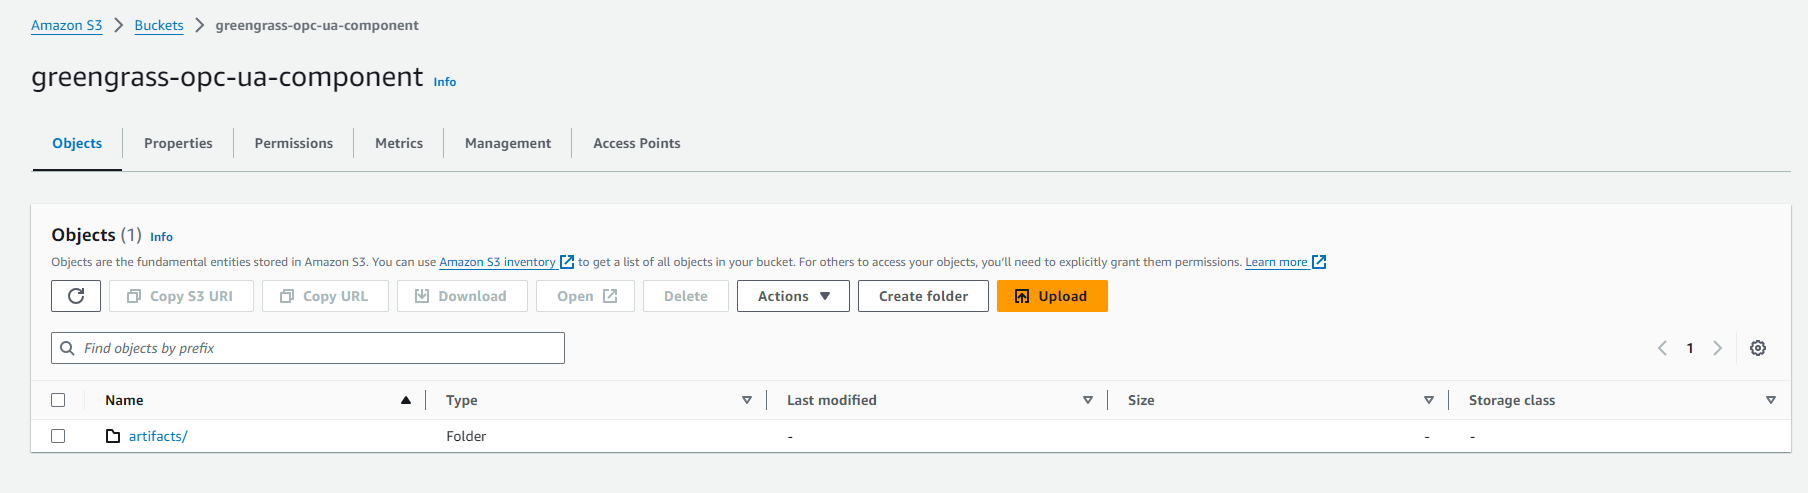 Amazon S3 > Buckets > greengrass-opc-ua-component
greengrass-opc-ua-component Info
Objects Properties Permissions Metrics Management Access Points
Objects (1) Info
Objects are the fundamental entities stored in Amazon S3. You can use Amazon S3 inventory to get a list of all objects in your bucket. For others to access your objects, you'll need to explicitly grant them permissions. Learn more
Copy S3 URI Copy URL Download Open Delete Actions Create folder Upload
Find objects by prefix 1
Name Type Last modified Size Storage class
artifacts/ Folder - - -